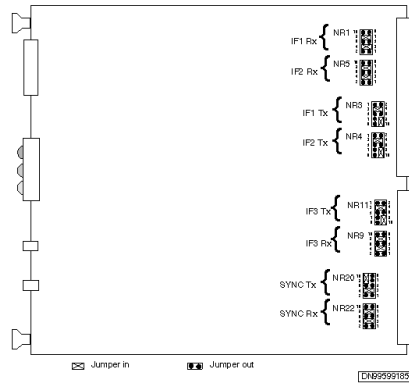 IF1 Rx NR1
IF2 Rx NR5
IF1 Tx NR3
IF2 Tx NR4
IF3 Tx NR11
IF3 Rx NR9
SYNC Tx NR20
SYNC Rx NR22
Jumper in Jumper out
DN99599185